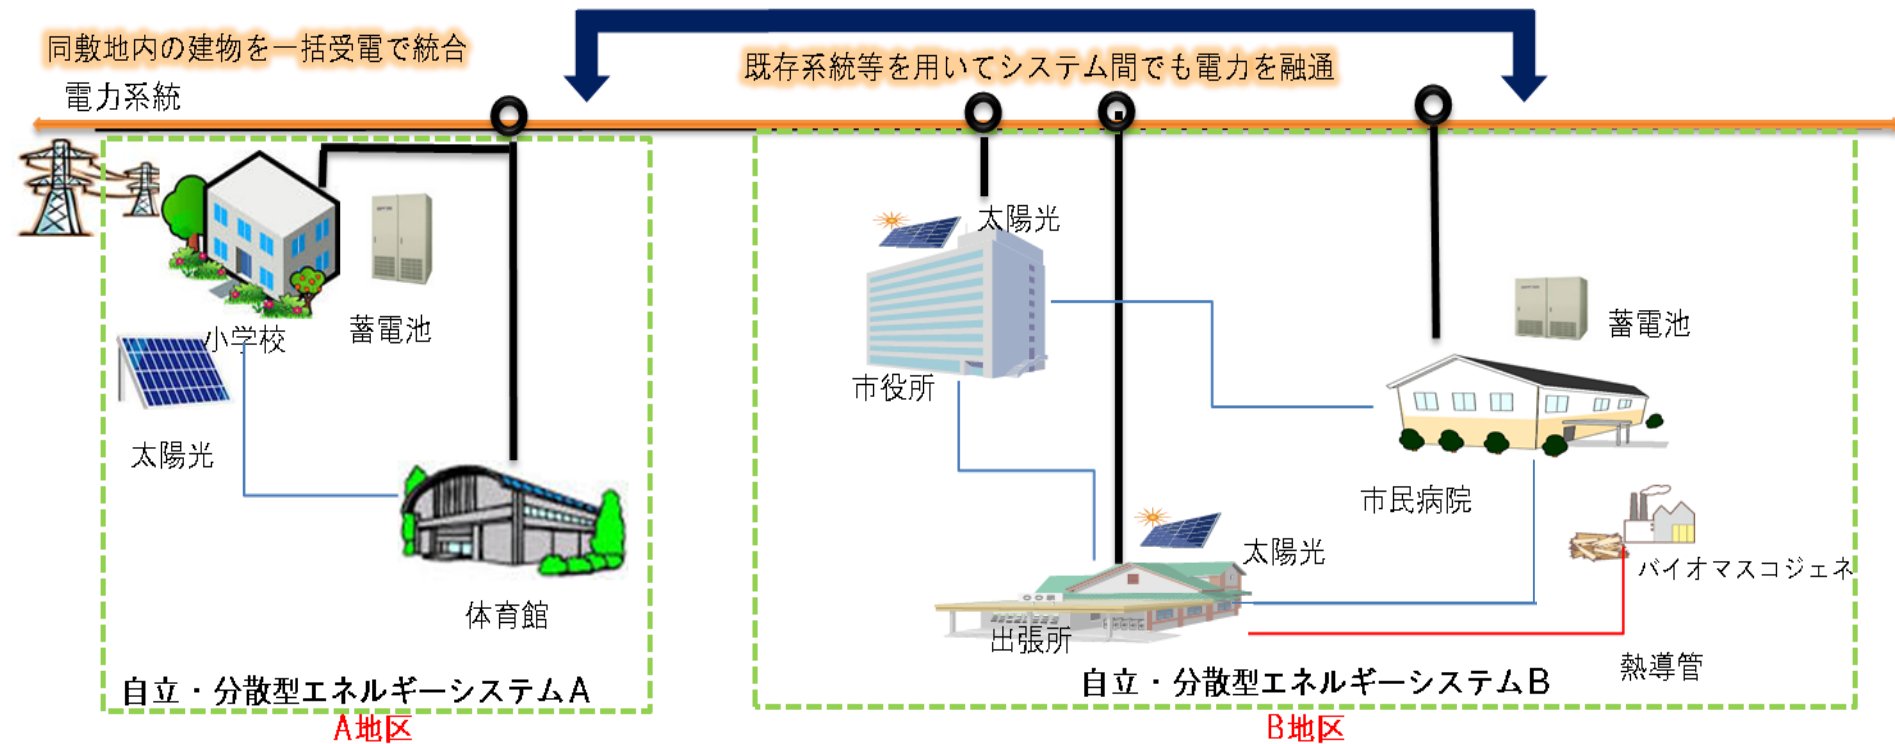 同敷地内の建物を一括受電で統合
既存系統等を用いてシステム間でも電力を融通
電力系統
小学校
蓄電池
太陽光
体育館
自立・分散型エネルギーシステムA
A地区
太陽光
市役所
蓄電池
市民病院
太陽光
バイオマスコジェネ
出張所
熱導管
自立・分散型エネルギーシステムB
B地区